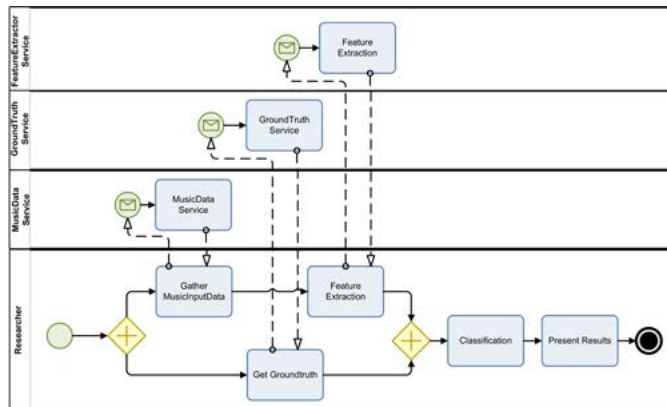 FeatureExtractor
Service
Feature
Extraction
GroundTruth
Service
GroundTruth
Service
MusicData
Service
MusicData
Service
Researcher
Gather
MusicInputData
Feature
Extraction
Get Groundtruth
Classification
Present Results